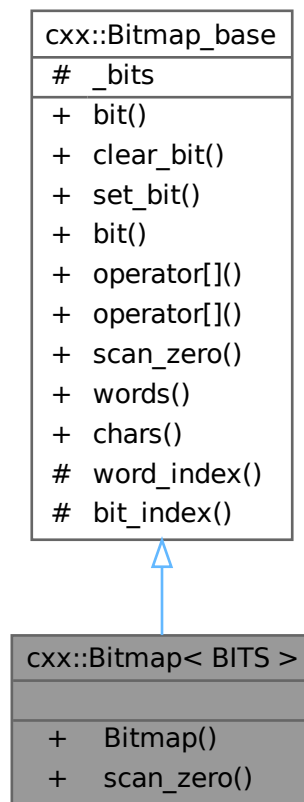 cxx::Bitmap_base
# _bits
+ bit()
+ clear_bit()
+ set_bit()
+ bit()
+ operator[]()
+ operator[]()
+ scan_zero()
+ words()
+ chars()
# word_index()
# bit_index()
cxx::Bitmap< BITS >
+ Bitmap()
+ scan_zero()